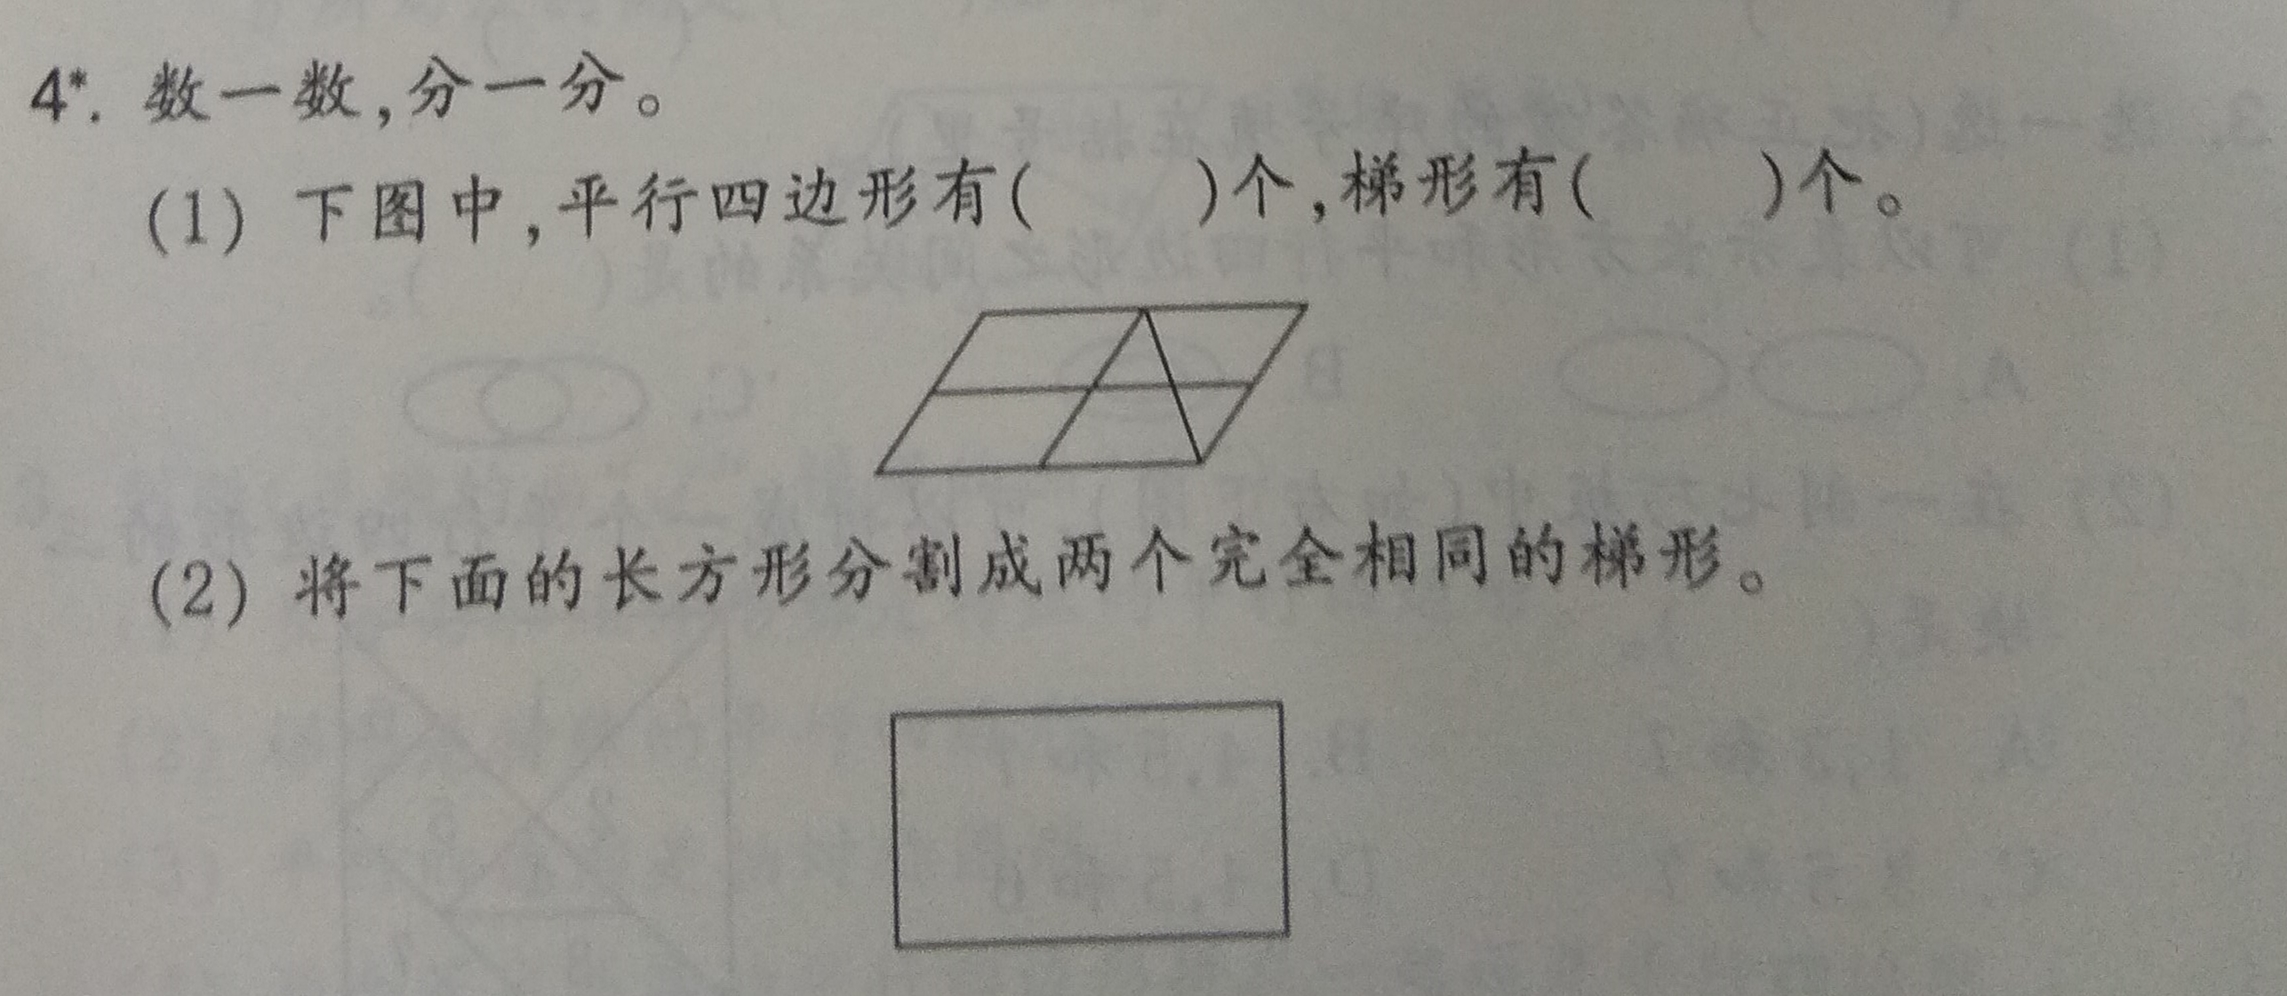 4*. 数一数,分一分。
(1) 下图中,平行四边形有(　　)个,梯形有(　　)个。
(2) 将下面的长方形分割成两个完全相同的梯形。